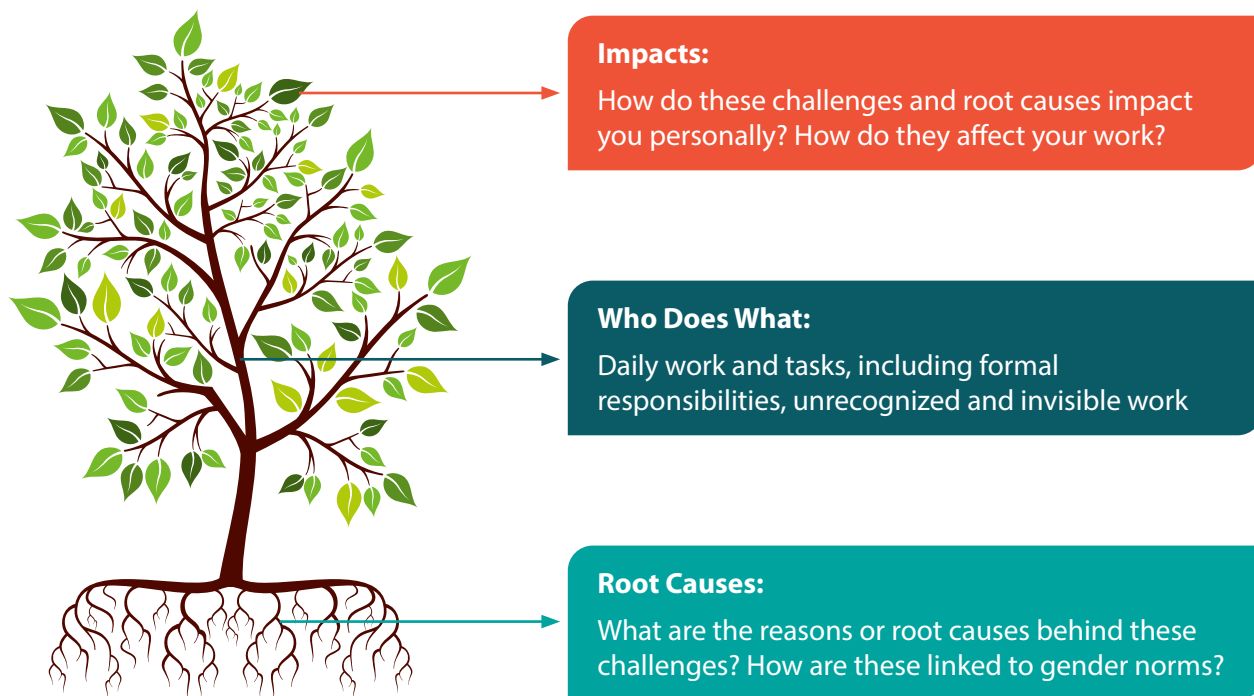 Impacts:
How do these challenges and root causes impact
you personally? How do they affect your work?
Who Does What:
Daily work and tasks, including formal
responsibilities, unrecognized and invisible work
Root Causes:
What are the reasons or root causes behind these
challenges? How are these linked to gender norms?